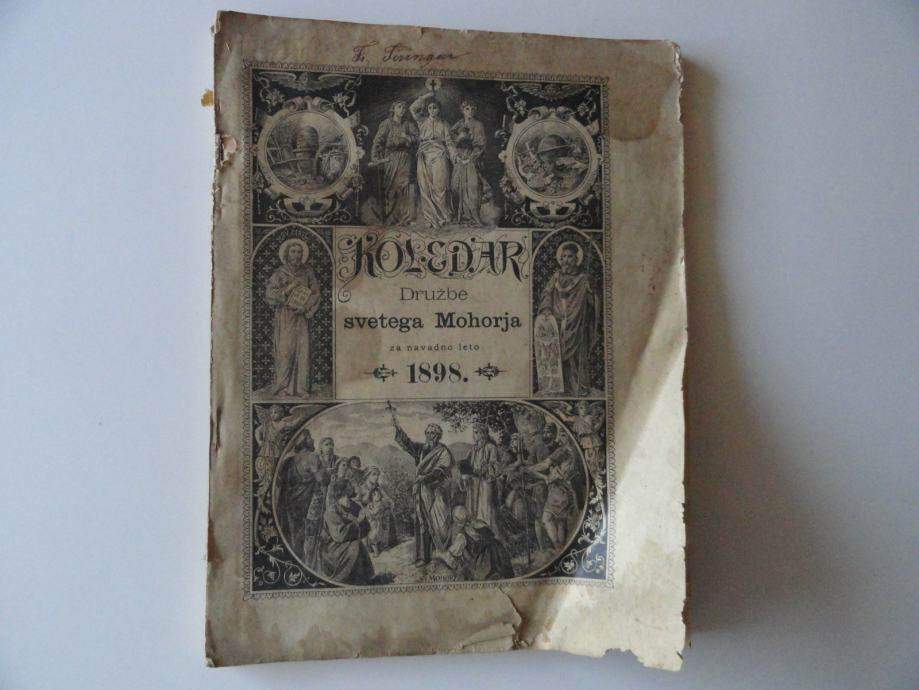 KOLEDAR
Družbe
svetega Mohorja
za navadno leto
1898.